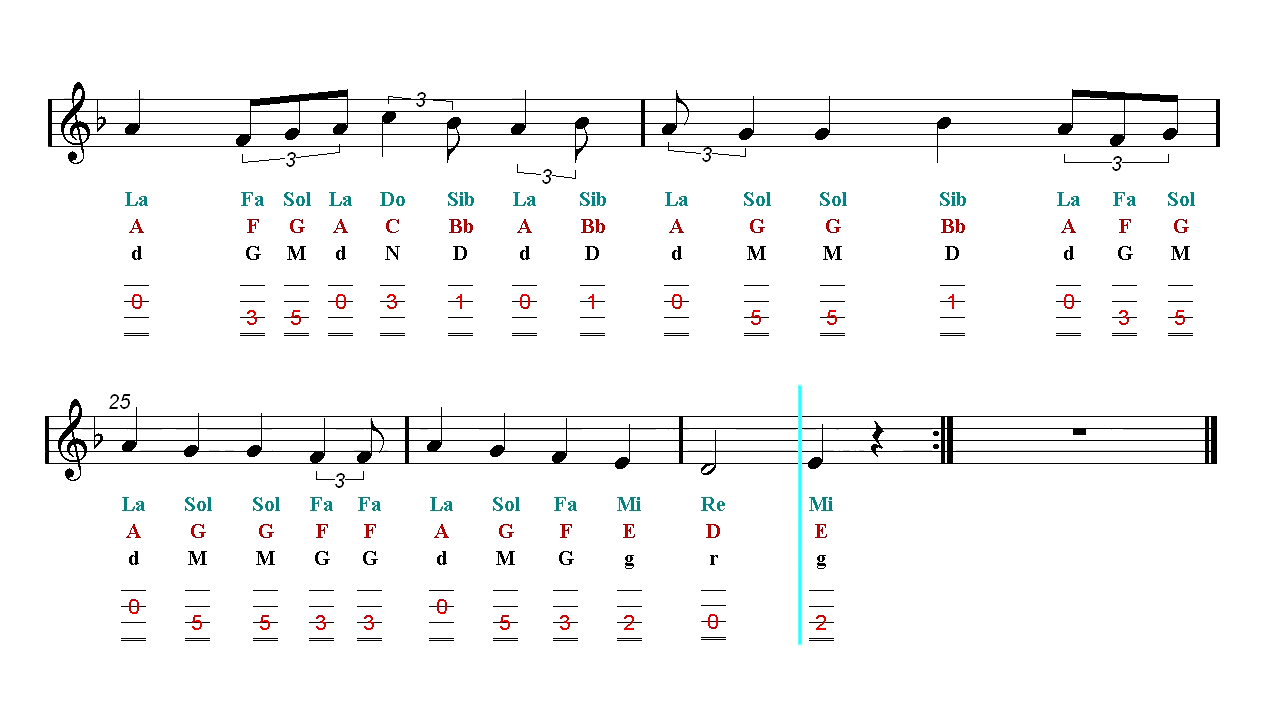 3 3
3 3 3
La Fa Sol La Do Sib La Sib La Sol Sol Sib La Fa Sol
A F G A C Bb A Bb A G G Bb A F G
d G M d N D d D d M M D d G M
0 0 3 1 0 1 0 1 0
3 5 5 5 3 5
25
3
La Sol Sol Fa Fa La Sol Fa Mi Re Mi
A G G F F A G F E D E
d M M G G d M G g r g
0 0
5 5 3 3 5 3 2 0 2